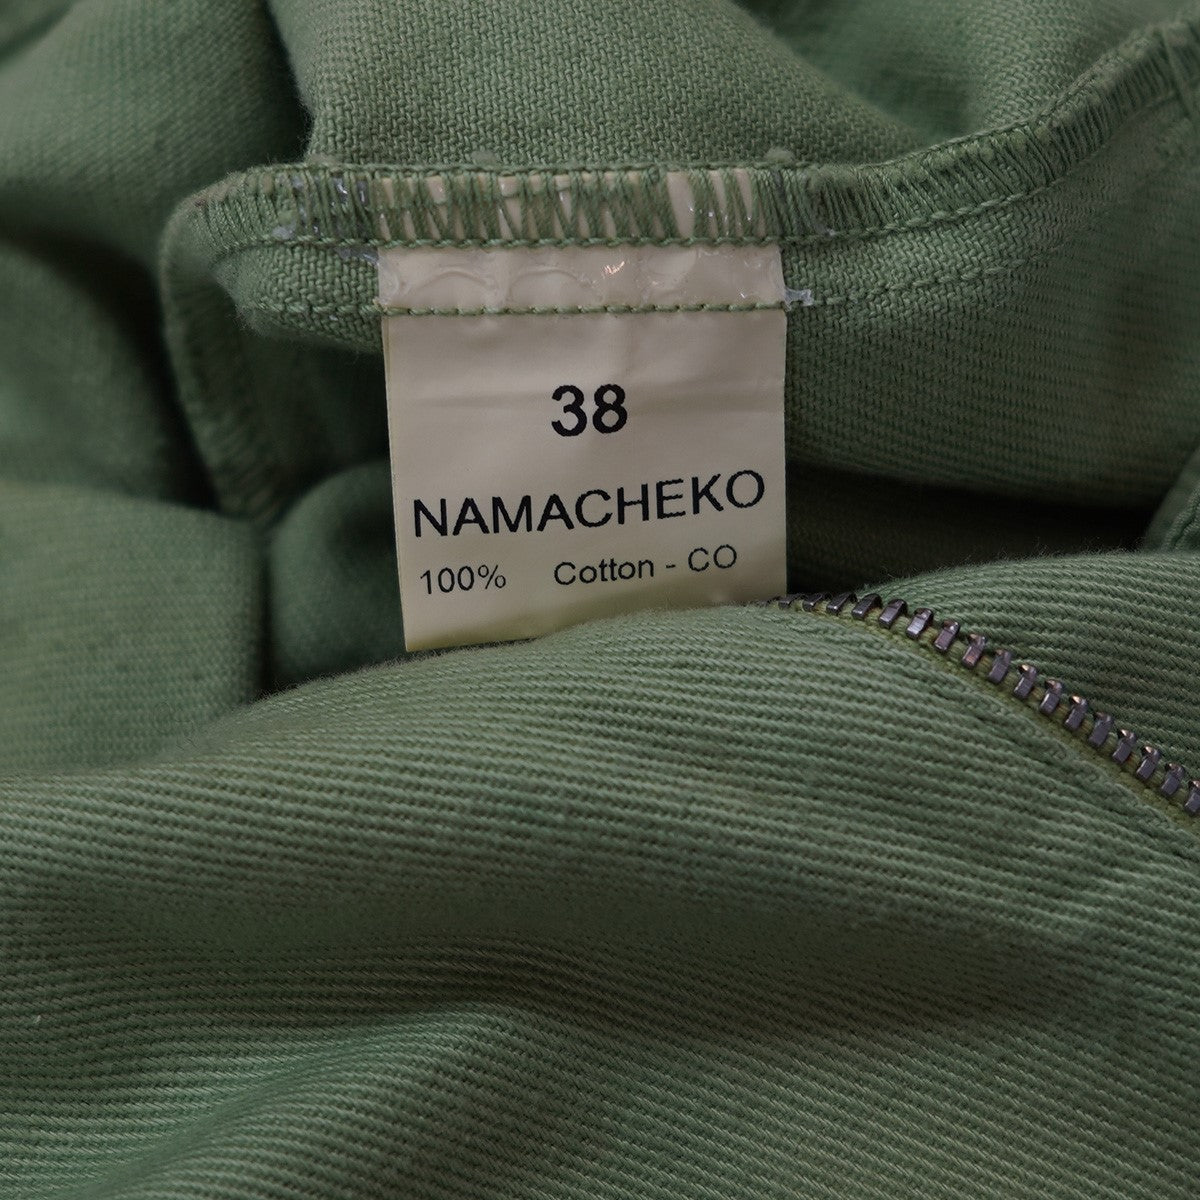 38
NAMACHEKO
100% Cotton - CO